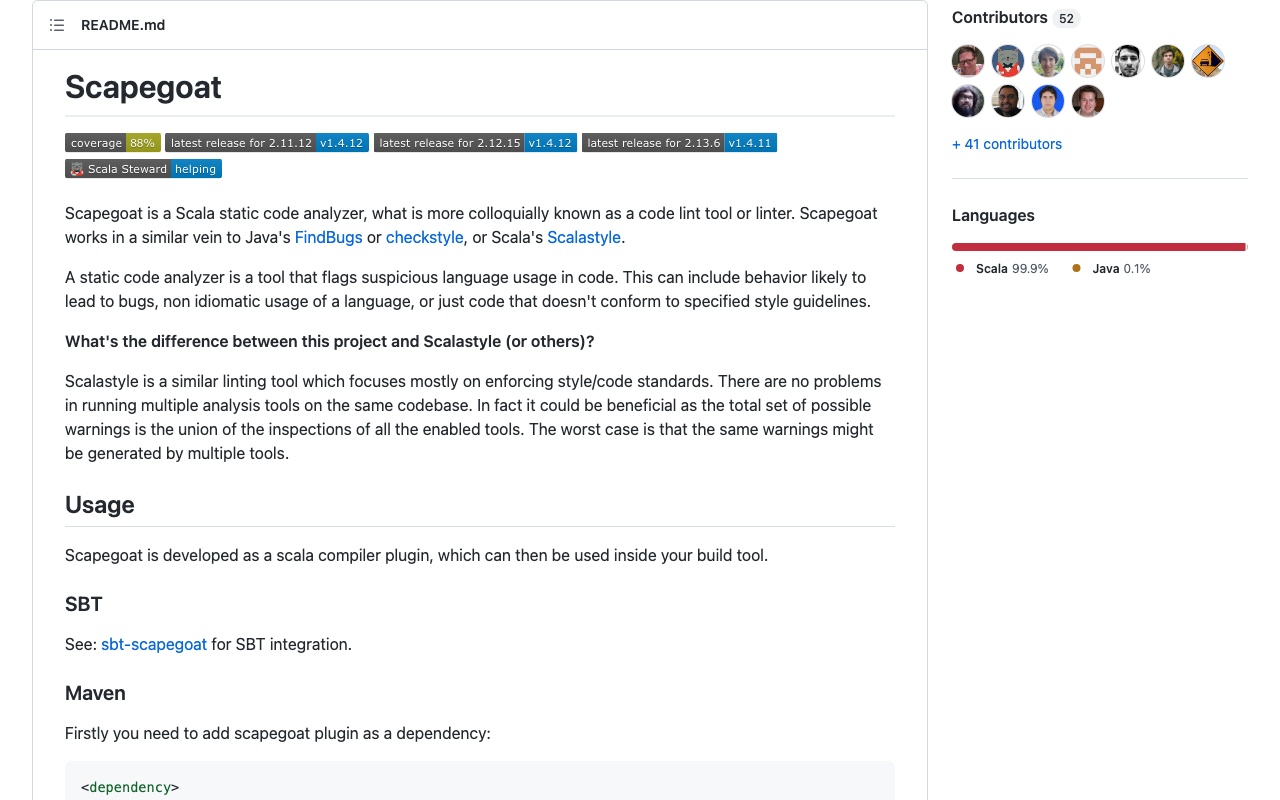 README.md
Scapegoat
coverage 88% latest release for 2.11.12 v1.4.12 latest release for 2.12.15 v1.4.12 latest release for 2.13.6 v1.4.11
Scala Steward helping
Scapegoat is a Scala static code analyzer, what is more colloquially known as a code lint tool or linter. Scapegoat
works in a similar vein to Java's FindBugs or checkstyle, or Scala's Scalastyle.
A static code analyzer is a tool that flags suspicious language usage in code. This can include behavior likely to
lead to bugs, non idiomatic usage of a language, or just code that doesn't conform to specified style guidelines.
What's the difference between this project and Scalastyle (or others)?
Scalastyle is a similar linting tool which focuses mostly on enforcing style/code standards. There are no problems
in running multiple analysis tools on the same codebase. In fact it could be beneficial as the total set of possible
warnings is the union of the inspections of all the enabled tools. The worst case is that the same warnings might
be generated by multiple tools.
Usage
Scapegoat is developed as a scala compiler plugin, which can then be used inside your build tool.
SBT
See: sbt-scapegoat for SBT integration.
Maven
Firstly you need to add scapegoat plugin as a dependency:
<dependency>
Contributors 52
+ 41 contributors
Languages
Scala 99.9% Java 0.1%